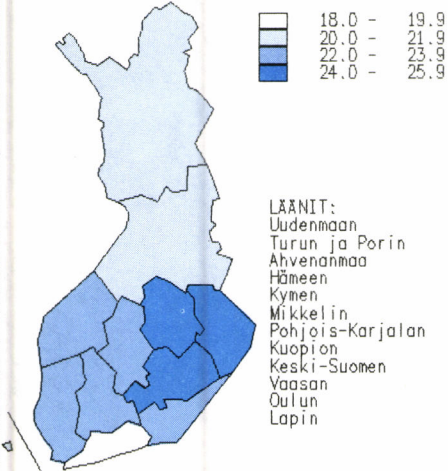 18.0 - 19.9
20.0 - 21.9
22.0 - 23.9
24.0 - 25.9
LÄÄNIT:
Uudenmaan
Turun ja Porin
Ahvenanmaa
Hämeen
Kymen
Mikkelin
Pohjois-Karjalan
Kuopion
Keski-Suomen
Vaasan
Oulun
Lapin